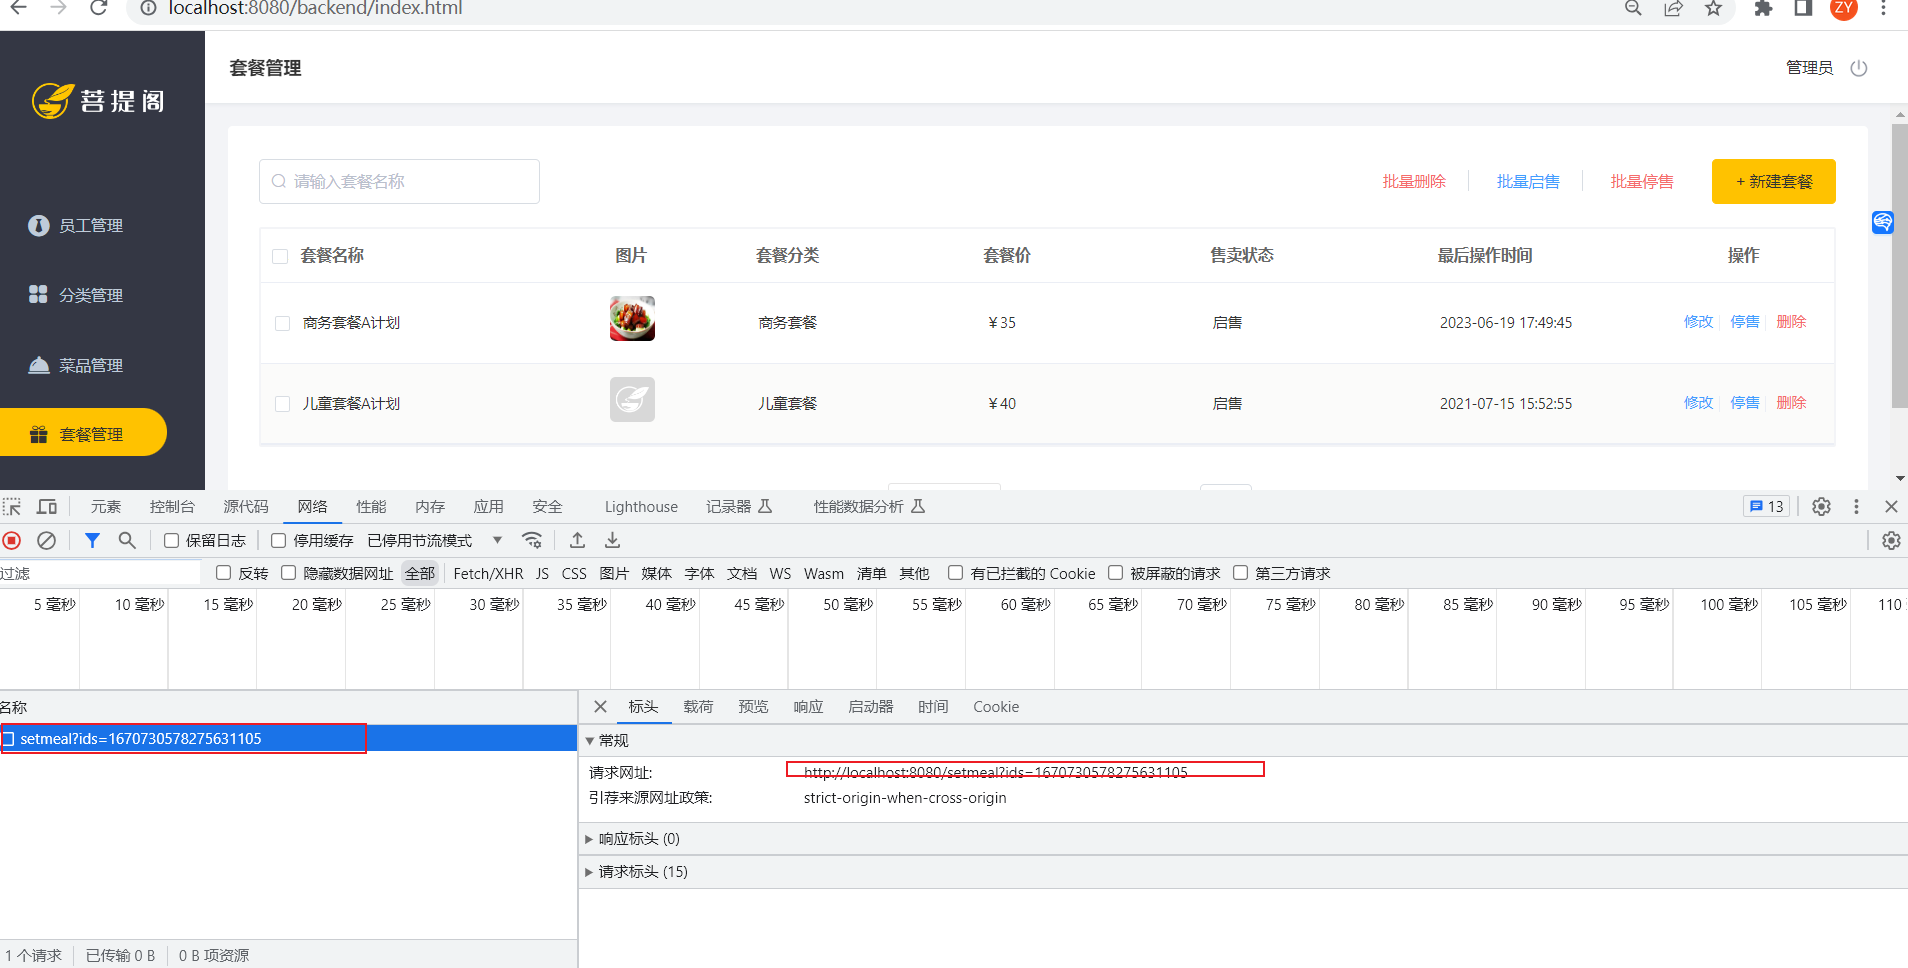 localhost:8080/backend/index.html
ZY
菩提阁
套餐管理
管理员
员工管理
分类管理
菜品管理
套餐管理
请输入套餐名称
批量删除 批量启售 批量停售 + 新建套餐
套餐名称 图片 套餐分类 套餐价 售卖状态 最后操作时间 操作
商务套餐A计划 商务套餐 ￥35 启售 2023-06-19 17:49:45 修改 停售 删除
儿童套餐A计划 儿童套餐 ￥40 启售 2021-07-15 15:52:55 修改 停售 删除
元素 控制台 源代码 网络 性能 内存 应用 安全 Lighthouse 记录器 性能数据分析 13
保留日志 停用缓存 已停用节流模式
过滤 反转 隐藏数据网址 全部 Fetch/XHR JS CSS 图片 媒体 字体 文档 WS Wasm 清单 其他 有已拦截的 Cookie 被屏蔽的请求 第三方请求
5 毫秒 10 毫秒 15 毫秒 20 毫秒 25 毫秒 30 毫秒 35 毫秒 40 毫秒 45 毫秒 50 毫秒 55 毫秒 60 毫秒 65 毫秒 70 毫秒 75 毫秒 80 毫秒 85 毫秒 90 毫秒 95 毫秒 100 毫秒 105 毫秒 110
名称
setmeal?ids=1670730578275631105
标头 载荷 预览 响应 启动器 时间 Cookie
常规
请求网址: http://localhost:8080/setmeal?ids=1670730578275631105
引荐来源网址政策: strict-origin-when-cross-origin
响应标头 (0)
请求标头 (15)
1 个请求 已传输 0 B 0 B 项资源